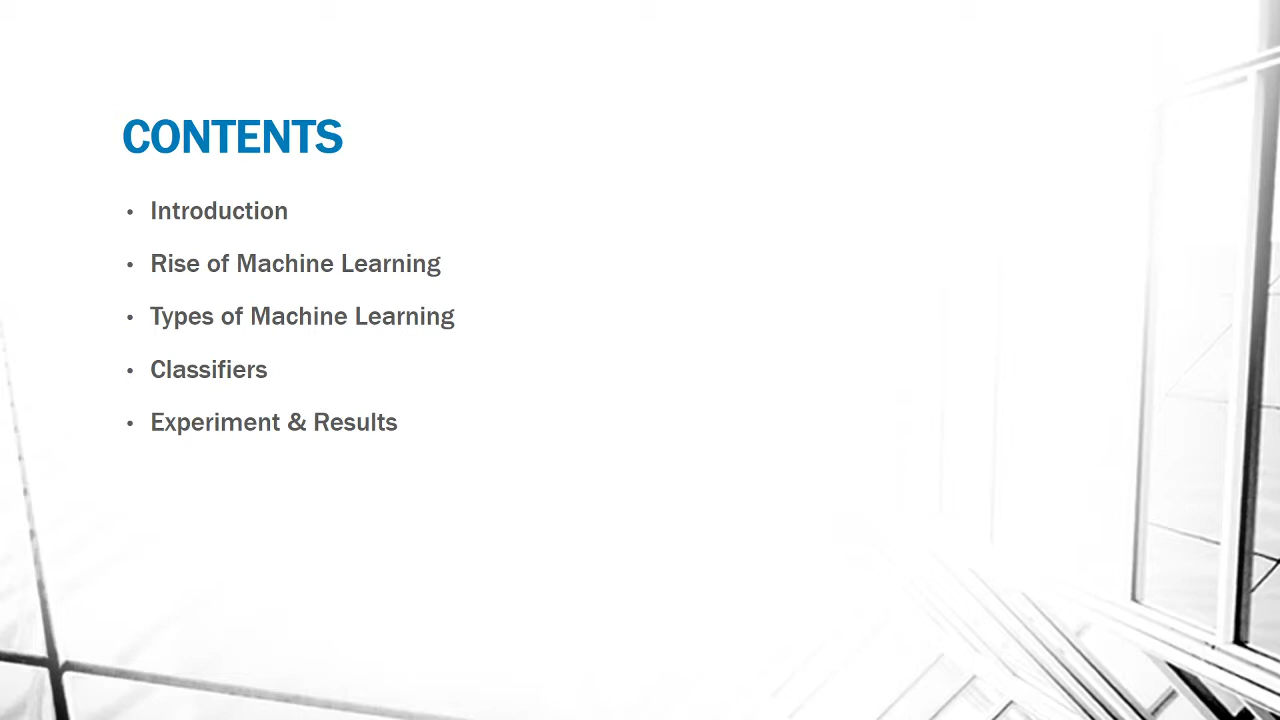 CONTENTS
• Introduction
• Rise of Machine Learning
• Types of Machine Learning
• Classifiers
• Experiment & Results